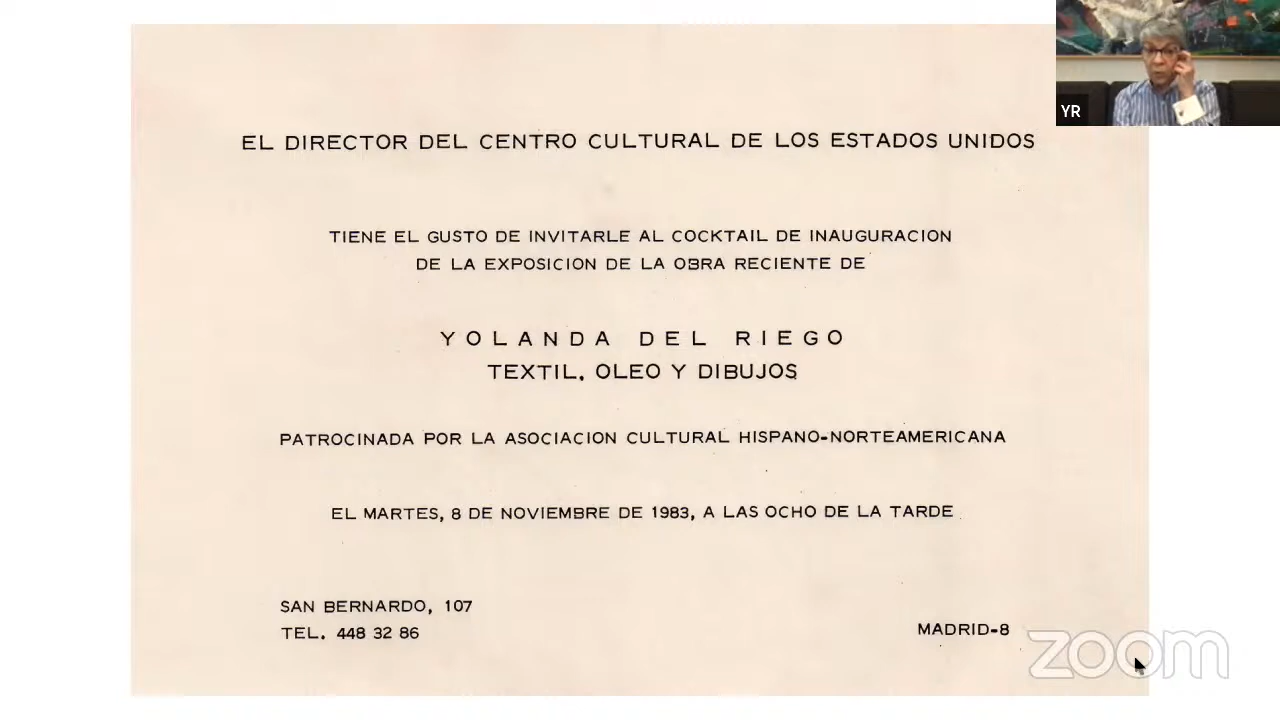 YR
EL DIRECTOR DEL CENTRO CULTURAL DE LOS ESTADOS UNIDOS
TIENE EL GUSTO DE INVITARLE AL COCKTAIL DE INAUGURACION
DE LA EXPOSICION DE LA OBRA RECIENTE DE
YOLANDA DEL RIEGO
TEXTIL, OLEO Y DIBUJOS
PATROCINADA POR LA ASOCIACION CULTURAL HISPANO-NORTEAMERICANA
EL MARTES, 8 DE NOVIEMBRE DE 1983, A LAS OCHO DE LA TARDE
SAN BERNARDO, 107
TEL. 448 32 86
MADRID-8
zoom